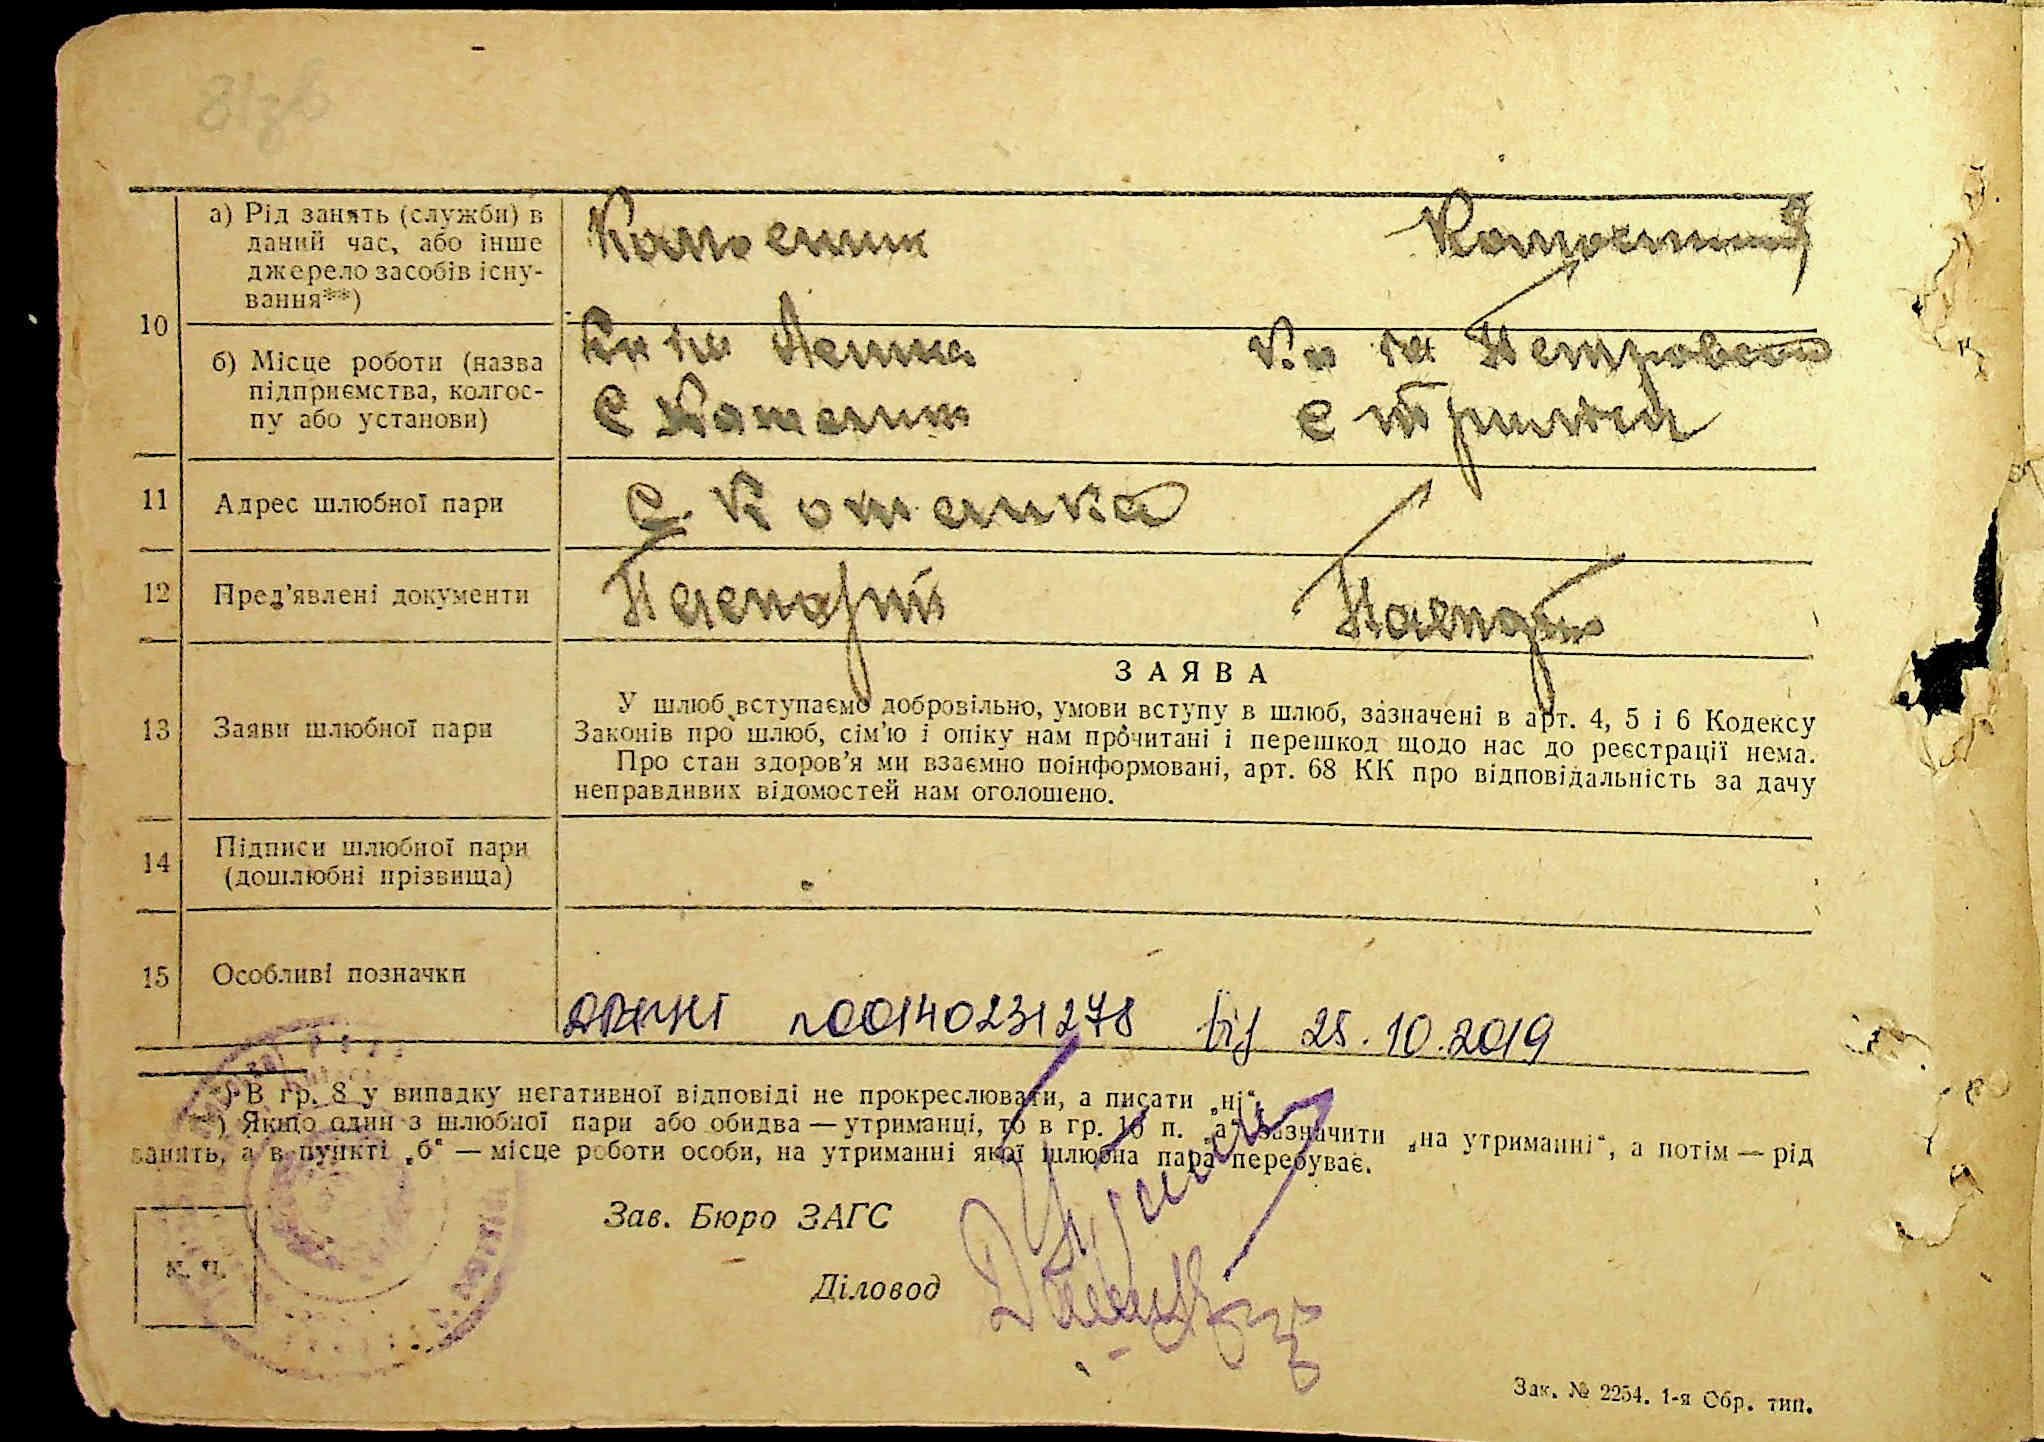 10
а) Рід занять (служби) в
даний час, або інше
джерело засобів існу-
вання**)
б) Місце роботи (назва
підприємства, колгос-
пу або установи)
С
с
11
Адрес шлюбної пари
с. Котелка
12
Пред'явлені документи
Паспорт
Паспорт
13
Заяви шлюбної пари
ЗАЯВА
У шлюб вступаємо добровільно, умови вступу в шлюб, зазначені в арт. 4, 5 і 6 Кодексу
Законів про шлюб, сім'ю і опіку нам прочитані і перешкод щодо нас до реєстрації нема.
Про стан здоров'я ми взаємно поінформовані, арт. 68 КК про відповідальність за дачу
неправдивих відомостей нам оголошено.
14
Підписи шлюбної пари
(дошлюбні прізвища)
15
Особливі позначки
00140231278 від 25.10.2019
*) В гр. 8 у випадку негативної відповіді не прокреслювати, а писати „ні".
**) Якщо один з шлюбної пари або обидва — утриманці, то в гр. 10 п. „а" зазначити „на утриманні", а потім — рід
занять, а в пункті „б" — місце роботи особи, на утриманні якої шлюбна пара перебуває.
Зав. Бюро ЗАГС
Діловод
М. П.
Зак. № 2254. 1-я Обр. тип.